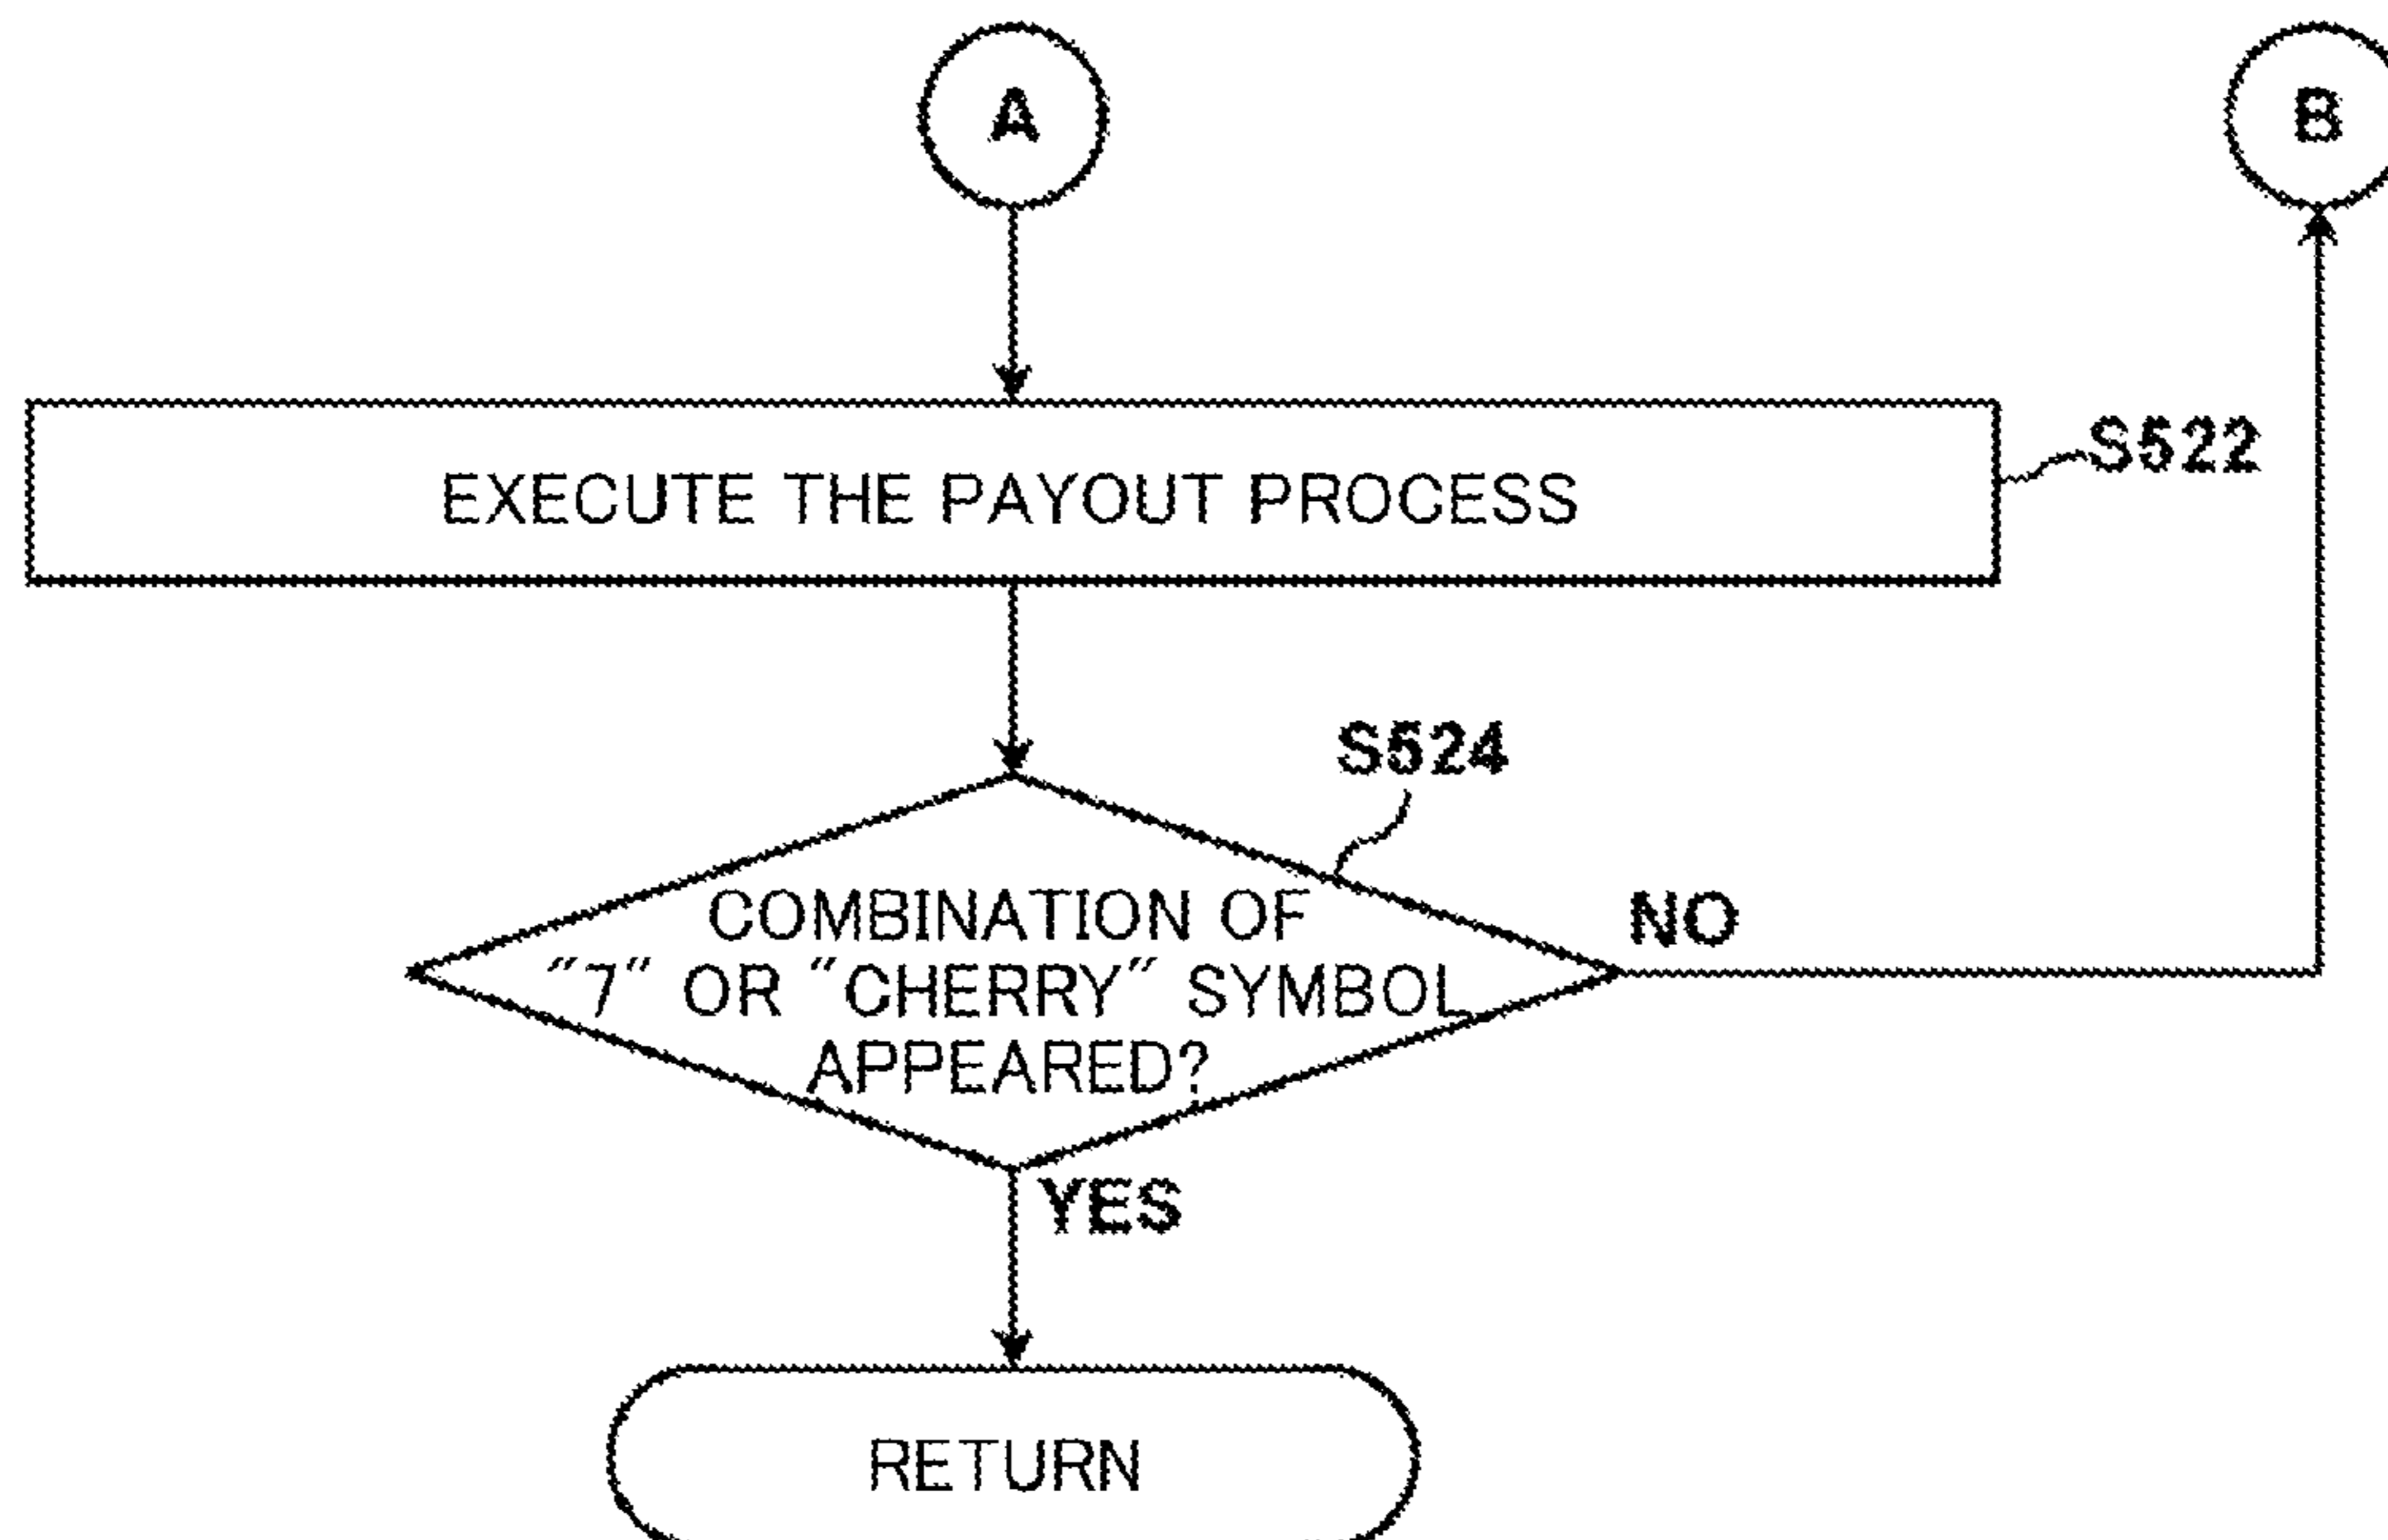 A
B
EXECUTE THE PAYOUT PROCESS
S522
S524
COMBINATION OF
"7" OR "CHERRY" SYMBOL
APPEARED?
NO
YES
RETURN